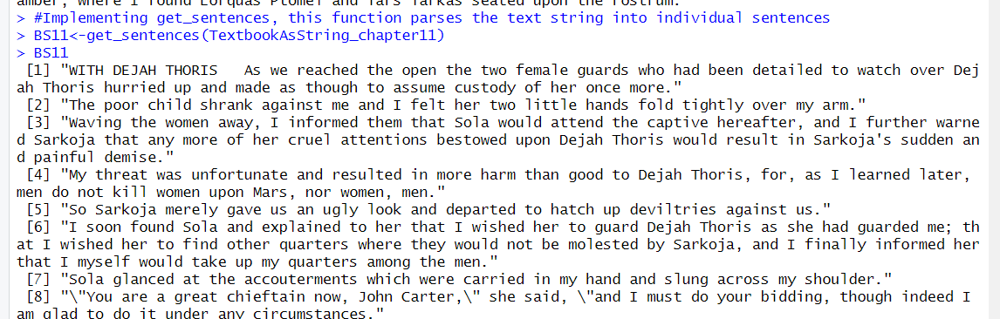 amber, where I found Lorquas Ptomel and Tars Tarkas seated upon the rostrum.
> #Implementing get_sentences, this function parses the text string into individual sentences
> BS11<-get_sentences(TextbookAsString_chapter11)
> BS11
[1] "WITH DEJAH THORIS   As we reached the open the two female guards who had been detailed to watch over Dej
ah Thoris hurried up and made as though to assume custody of her once more."
[2] "The poor child shrank against me and I felt her two little hands fold tightly over my arm."
[3] "Waving the women away, I informed them that Sola would attend the captive hereafter, and I further warne
d Sarkoja that any more of her cruel attentions bestowed upon Dejah Thoris would result in Sarkoja's sudden an
d painful demise."
[4] "My threat was unfortunate and resulted in more harm than good to Dejah Thoris, for, as I learned later,
men do not kill women upon Mars, nor women, men."
[5] "So Sarkoja merely gave us an ugly look and departed to hatch up deviltries against us."
[6] "I soon found Sola and explained to her that I wished her to guard Dejah Thoris as she had guarded me; th
at I wished her to find other quarters where they would not be molested by Sarkoja, and I finally informed her
that I myself would take up my quarters among the men."
[7] "Sola glanced at the accouterments which were carried in my hand and slung across my shoulder."
[8] "\"You are a great chieftain now, John Carter,\" she said, \"and I must do your bidding, though indeed I
am glad to do it under any circumstances."